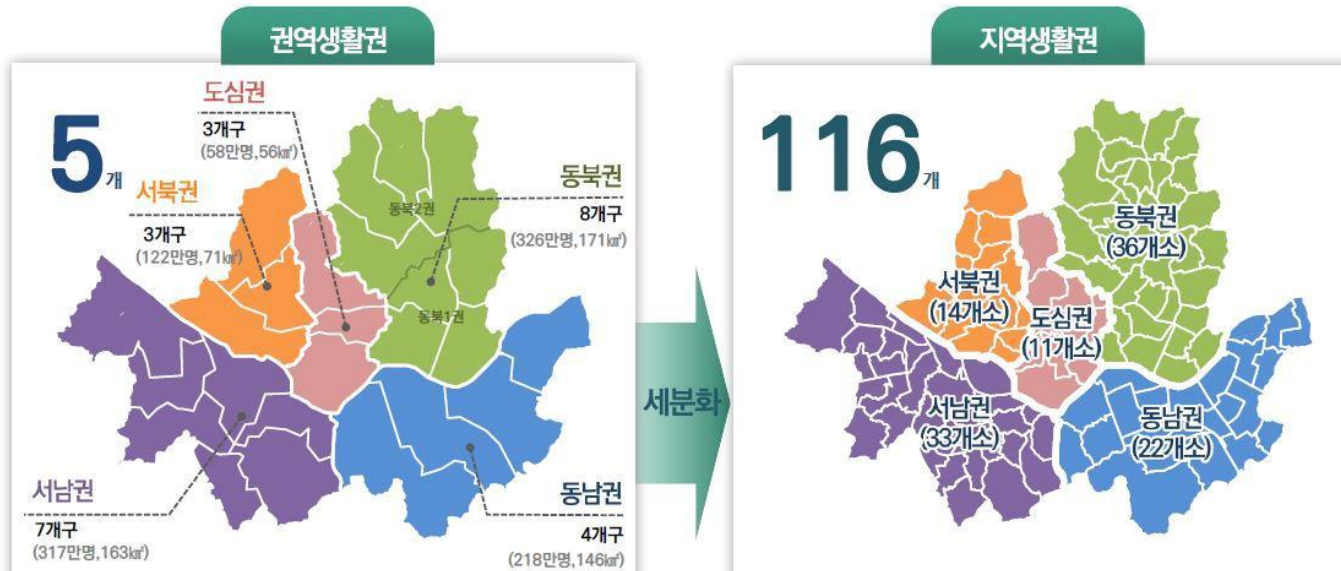 권역생활권
5개
도심권
3개구
(58만명,56㎢)
서북권
3개구
(122만명,71㎢)
동북권
8개구
(326만명,171㎢)
동북2권
동북1권
서남권
7개구
(317만명,163㎢)
동남권
4개구
(218만명,146㎢)
세분화
지역생활권
116개
동북권
(36개소)
서북권
(14개소)
도심권
(11개소)
서남권
(33개소)
동남권
(22개소)